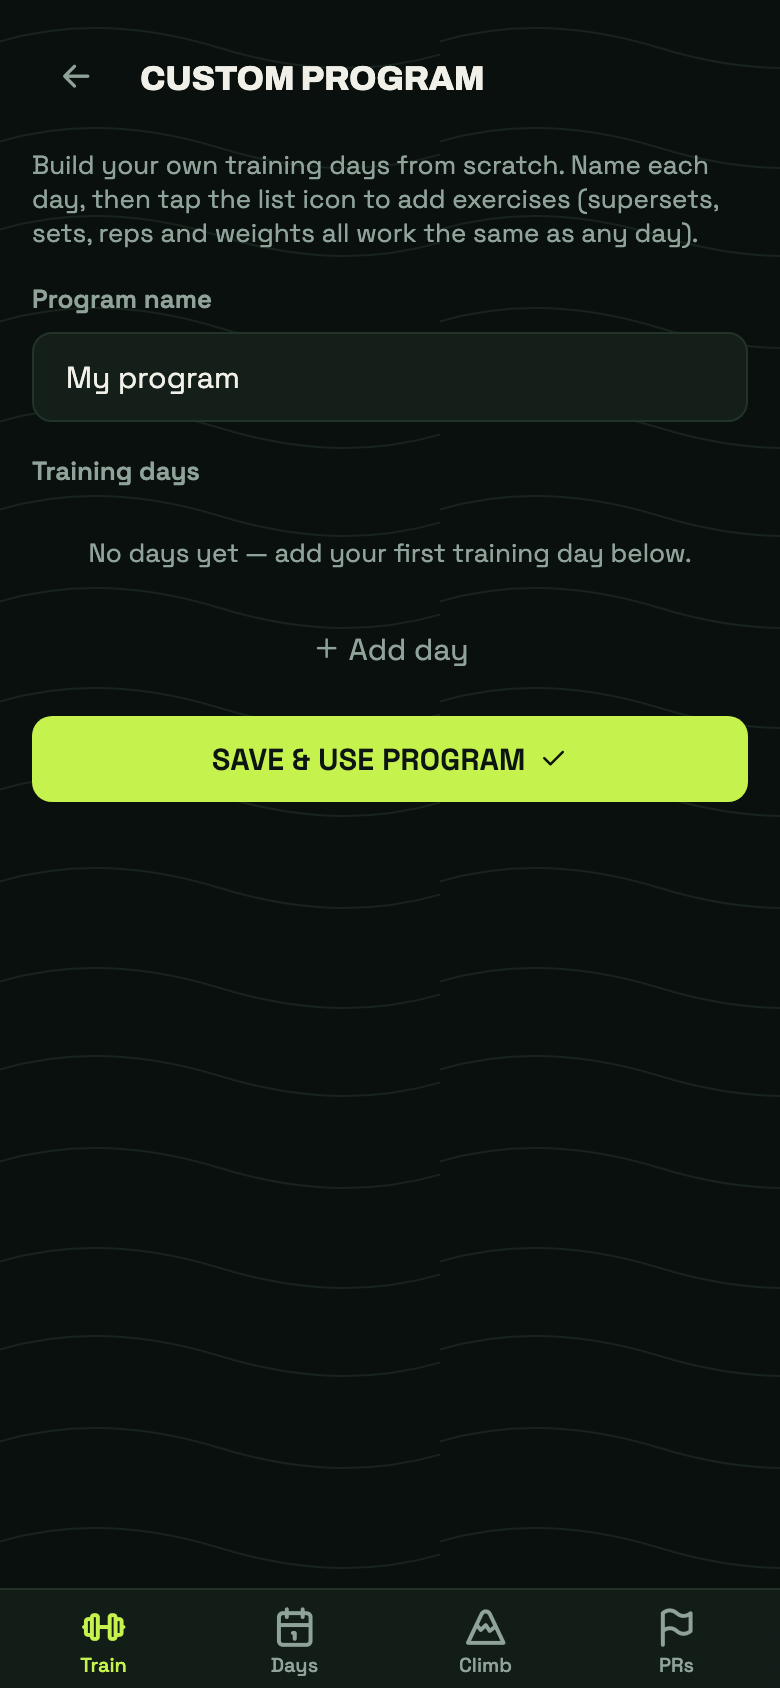 CUSTOM PROGRAM
Build your own training days from scratch. Name each
day, then tap the list icon to add exercises (supersets,
sets, reps and weights all work the same as any day).
Program name
My program
Training days
No days yet — add your first training day below.
+ Add day
SAVE & USE PROGRAM ✓
Train
Days
Climb
PRs